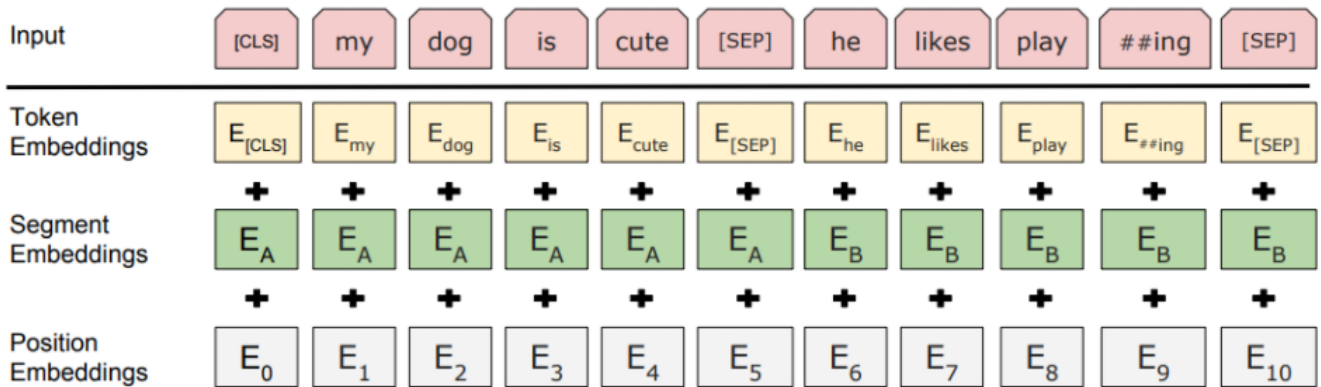 Input [CLS] my dog is cute [SEP] he likes play ##ing [SEP]
Token
Embeddings
E[CLS] Emy Edog Eis Ecute E[SEP] Ehe Elikes Eplay E##ing E[SEP]
+ + + + + + + + + + +
Segment
Embeddings
EA EA EA EA EA EA EB EB EB EB EB
+ + + + + + + + + + +
Position
Embeddings
E0 E1 E2 E3 E4 E5 E6 E7 E8 E9 E10